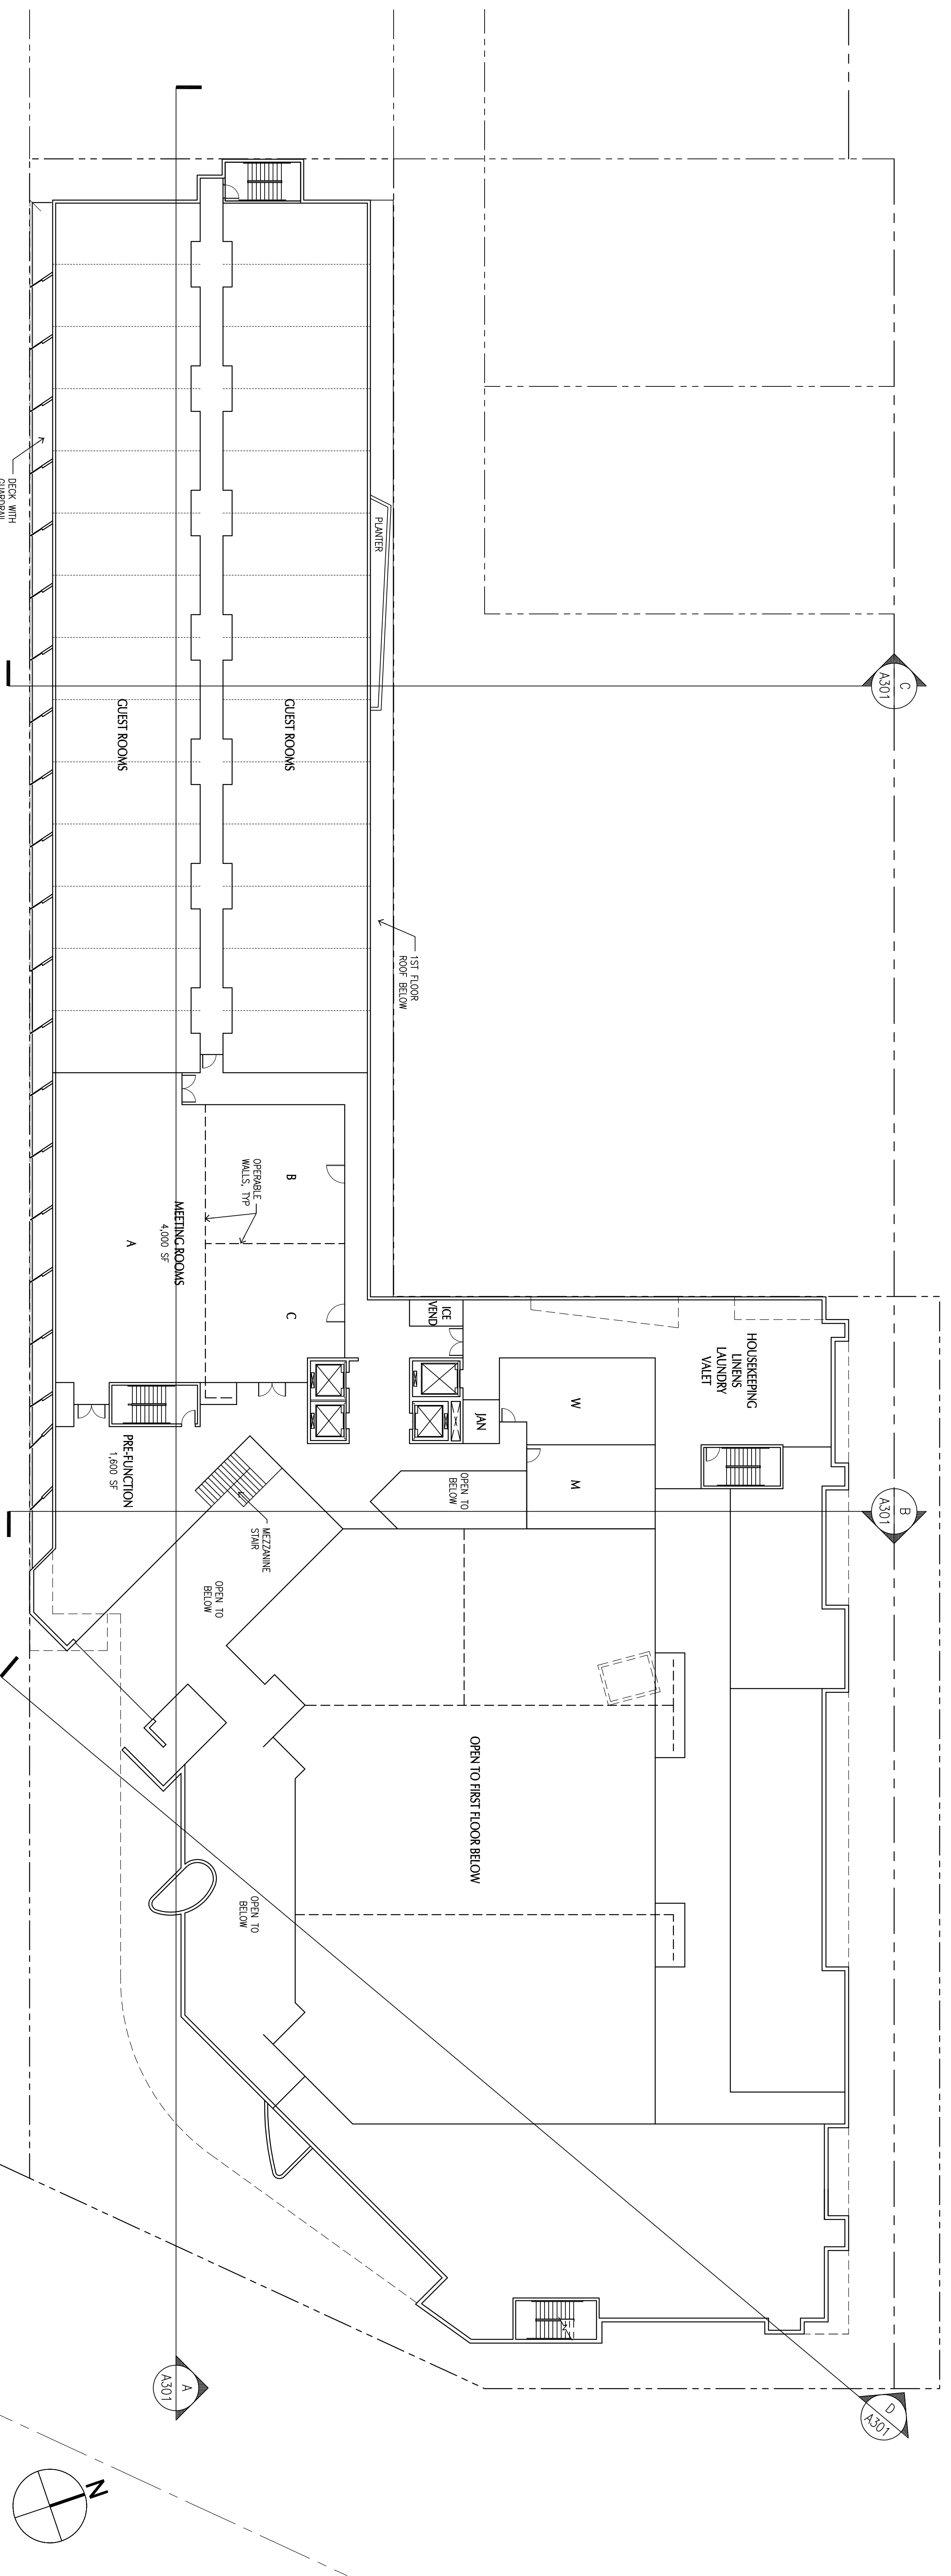 C
A301
B
A301
D
A301
A
A301
N
PLANTER
DECK WITH
GUARDRAIL
GUEST ROOMS
GUEST ROOMS
1ST FLOOR
ROOF BELOW
B
OPERABLE
WALLS, TYP
MEETING ROOMS
4,000 SF
A
C
ICE
VEND
HOUSEKEEPING
LINENS
LAUNDRY
VALET
W
JAN
M
PRE-FUNCTION
1,600 SF
OPEN TO
BELOW
MEZZANINE
STAIR
OPEN TO
BELOW
OPEN TO FIRST FLOOR BELOW
OPEN TO
BELOW